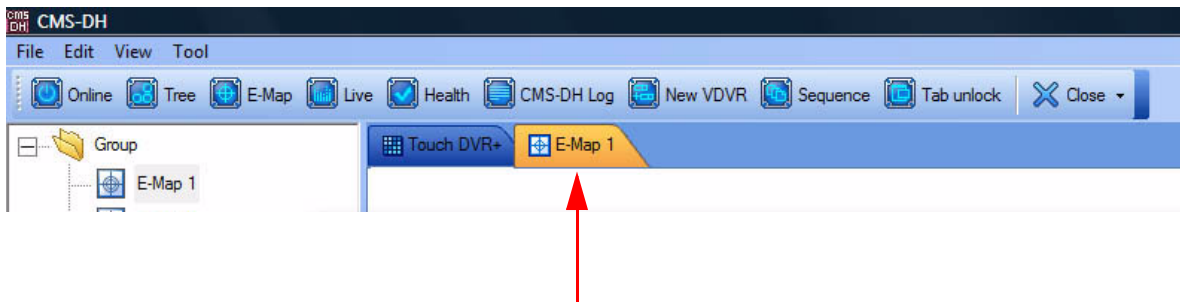 cms DH CMS-DH
File Edit View Tool
Online Tree E-Map Live Health CMS-DH Log New VDVR Sequence Tab unlock Close
Group Touch DVR+ E-Map 1
E-Map 1